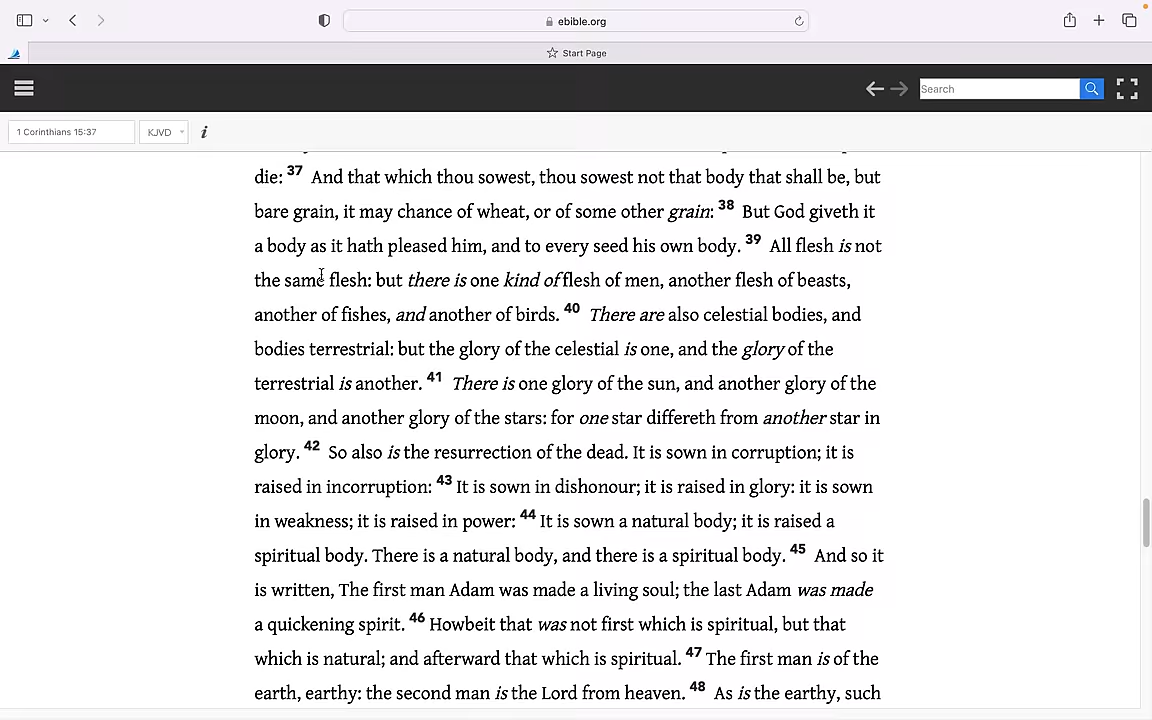 ebible.org
Start Page
Search
1 Corinthians 15:37
KJVD
i
die: 37 And that which thou sowest, thou sowest not that body that shall be, but
bare grain, it may chance of wheat, or of some other grain: 38 But God giveth it
a body as it hath pleased him, and to every seed his own body. 39 All flesh is not
the same flesh: but there is one kind of flesh of men, another flesh of beasts,
another of fishes, and another of birds. 40 There are also celestial bodies, and
bodies terrestrial: but the glory of the celestial is one, and the glory of the
terrestrial is another. 41 There is one glory of the sun, and another glory of the
moon, and another glory of the stars: for one star differeth from another star in
glory. 42 So also is the resurrection of the dead. It is sown in corruption; it is
raised in incorruption: 43 It is sown in dishonour; it is raised in glory: it is sown
in weakness; it is raised in power: 44 It is sown a natural body; it is raised a
spiritual body. There is a natural body, and there is a spiritual body. 45 And so it
is written, The first man Adam was made a living soul; the last Adam was made
a quickening spirit. 46 Howbeit that was not first which is spiritual, but that
which is natural; and afterward that which is spiritual. 47 The first man is of the
earth, earthy: the second man is the Lord from heaven. 48 As is the earthy, such